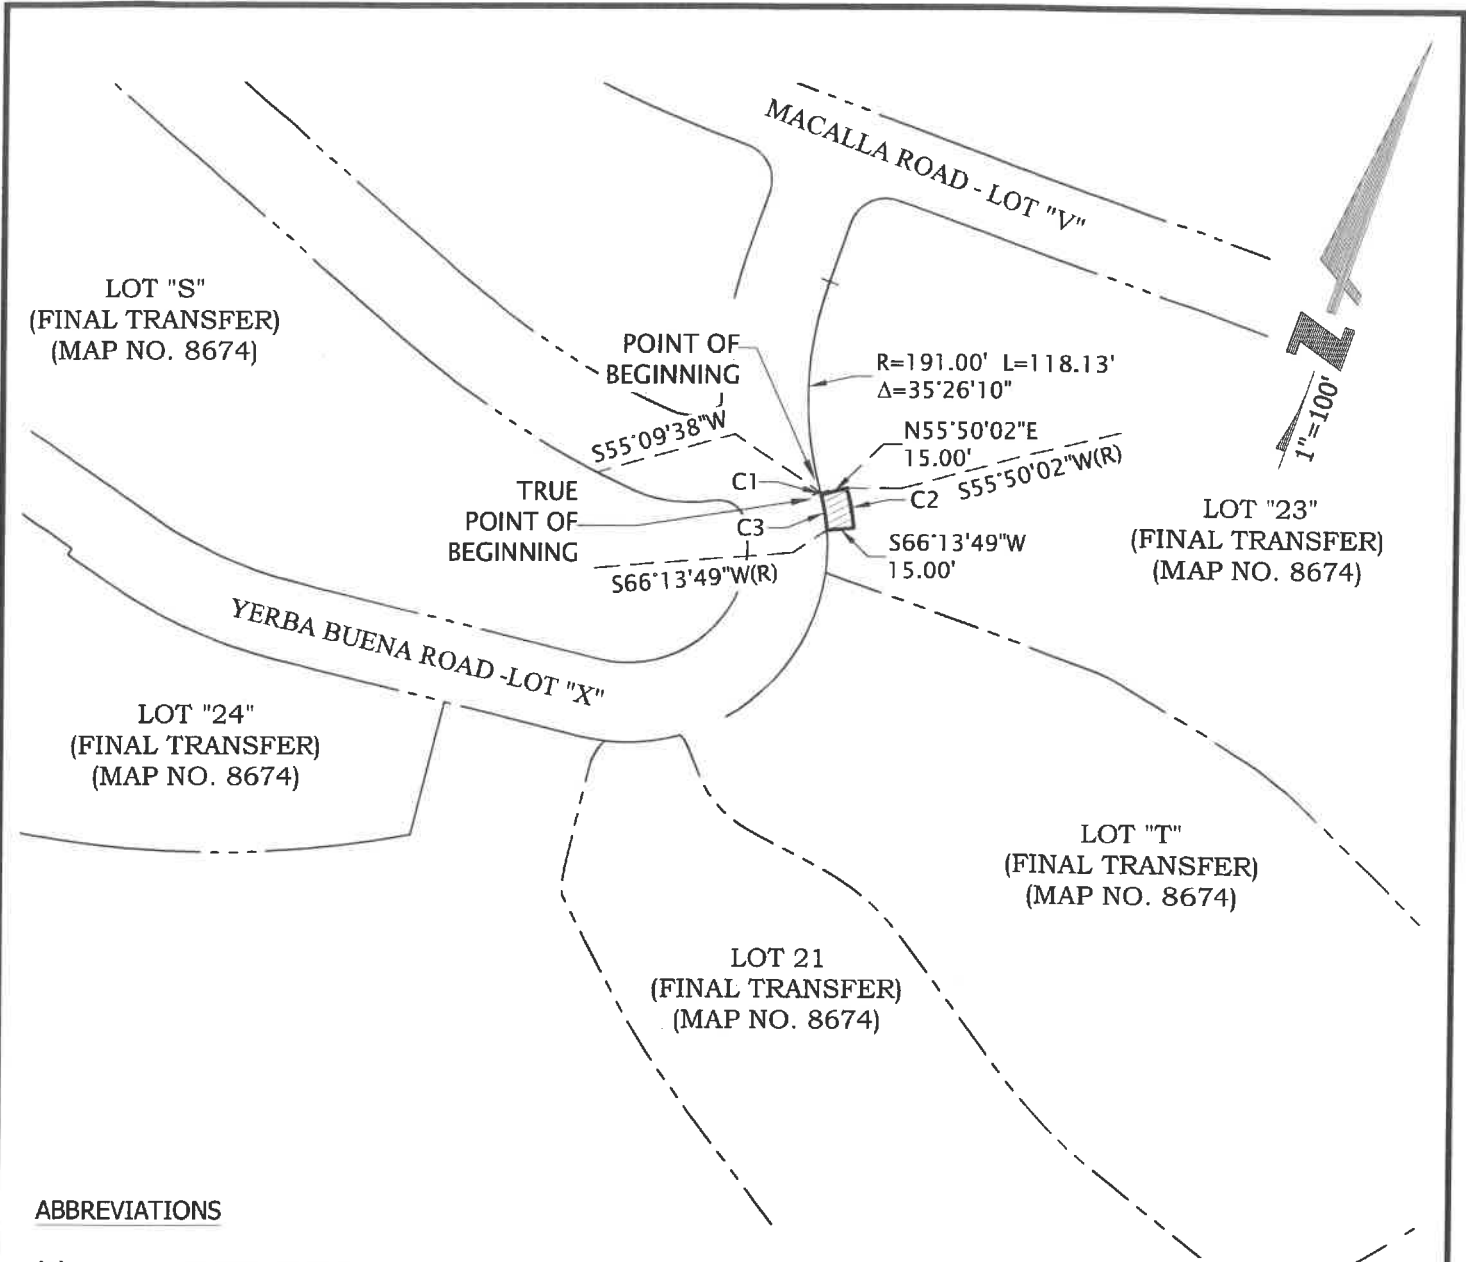 MACALLA ROAD - LOT "V"
LOT "S"
(FINAL TRANSFER)
(MAP NO. 8674)
POINT OF
BEGINNING
R=191.00' L=118.13'
Δ=35°26'10"
1"=100'
N
S55°09'38"W
N55°50'02"E
15.00'
S55°50'02"W(R)
C1
C2
TRUE
POINT OF
BEGINNING
C3
S66°13'49"W
15.00'
S66°13'49"W(R)
LOT "23"
(FINAL TRANSFER)
(MAP NO. 8674)
YERBA BUENA ROAD -LOT "X"
LOT "24"
(FINAL TRANSFER)
(MAP NO. 8674)
LOT "T"
(FINAL TRANSFER)
(MAP NO. 8674)
LOT 21
(FINAL TRANSFER)
(MAP NO. 8674)
ABBREVIATIONS